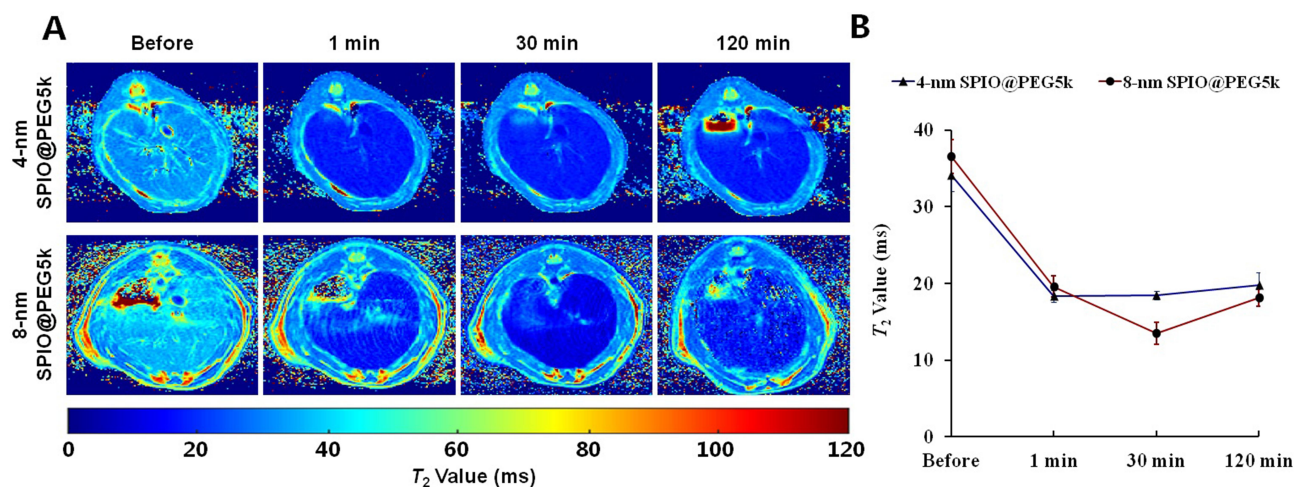 A
Before
1 min
30 min
120 min
4-nm
SPIO@PEG5k
8-nm
SPIO@PEG5k
0
20
40
60
80
100
120
T2 Value (ms)
B
4-nm SPIO@PEG5k
8-nm SPIO@PEG5k
T2 Value (ms)
40
30
20
10
0
Before
1 min
30 min
120 min